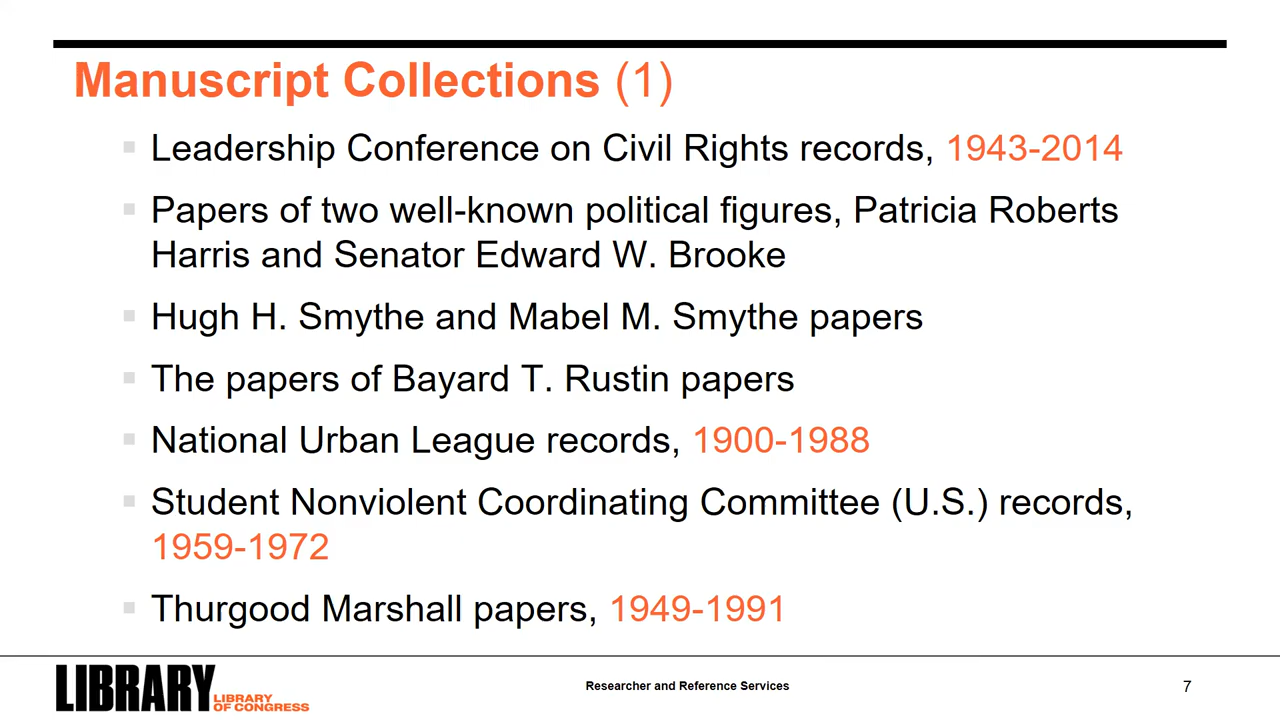 Manuscript Collections (1)
Leadership Conference on Civil Rights records, 1943-2014
Papers of two well-known political figures, Patricia Roberts
Harris and Senator Edward W. Brooke
Hugh H. Smythe and Mabel M. Smythe papers
The papers of Bayard T. Rustin papers
National Urban League records, 1900-1988
Student Nonviolent Coordinating Committee (U.S.) records,
1959-1972
Thurgood Marshall papers, 1949-1991
LIBRARY
LIBRARY
OF CONGRESS
Researcher and Reference Services
7